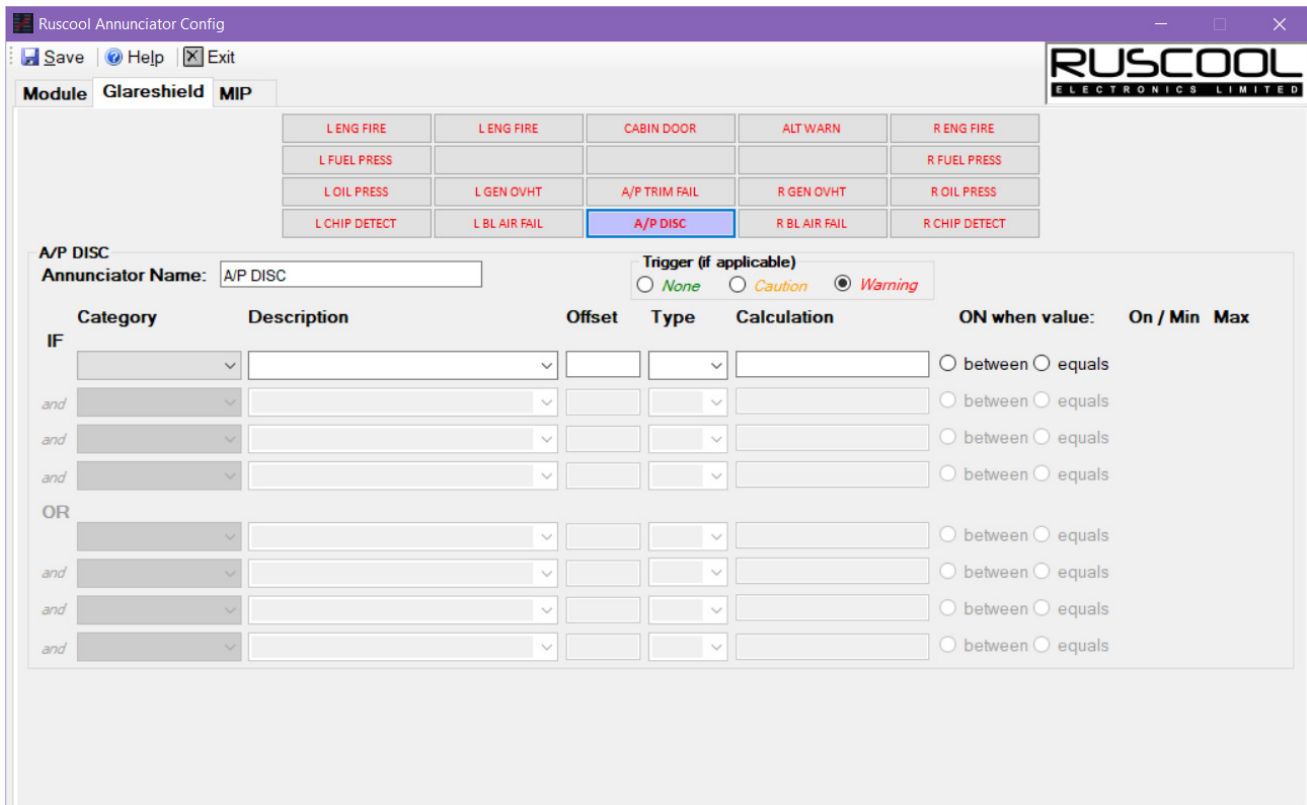 Ruscool Annunciator Config
Save Help Exit
RUSCOOL
ELECTRONICS LIMITED
Module Glareshield MIP
L ENG FIRE L ENG FIRE CABIN DOOR ALT WARN R ENG FIRE
L FUEL PRESS R FUEL PRESS
L OIL PRESS L GEN OVHT A/P TRIM FAIL R GEN OVHT R OIL PRESS
L CHIP DETECT L BL AIR FAIL A/P DISC R BL AIR FAIL R CHIP DETECT
A/P DISC
Annunciator Name: A/P DISC
Trigger (if applicable)
None Caution Warning
Category Description Offset Type Calculation ON when value: On / Min Max
IF
between equals
and between equals
and between equals
and between equals
OR
between equals
and between equals
and between equals
and between equals